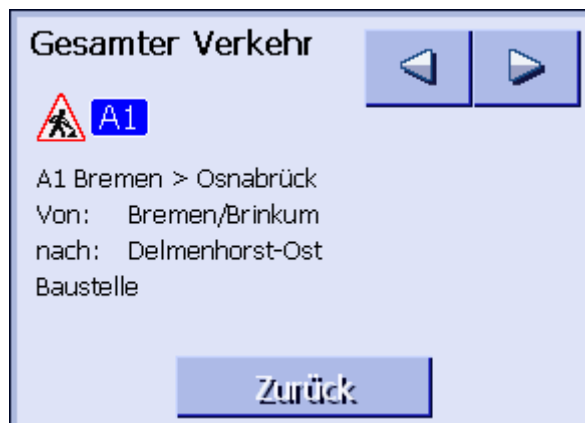 Gesamter Verkehr
A1
A1 Bremen > Osnabrück
Von: Bremen/Brinkum
nach: Delmenhorst-Ost
Baustelle
Zurück